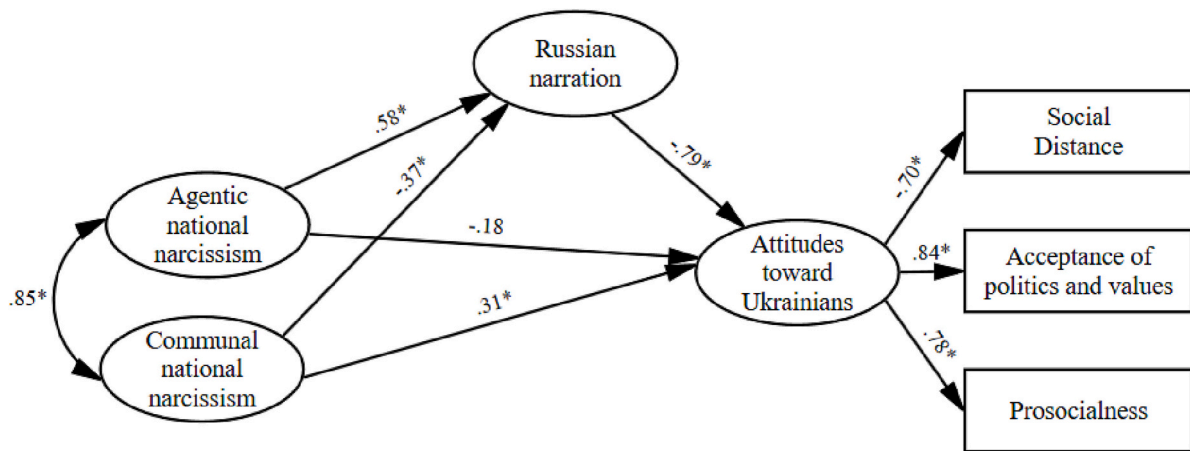 Russian
narration
.58*
-.37*
-.79*
Social
Distance
-.70*
Agentic
national
narcissism
-.18
Attitudes
toward
Ukrainians
.84*
Acceptance of
politics and values
.85*
.31*
Communal
national
narcissism
.78*
Prosocialness